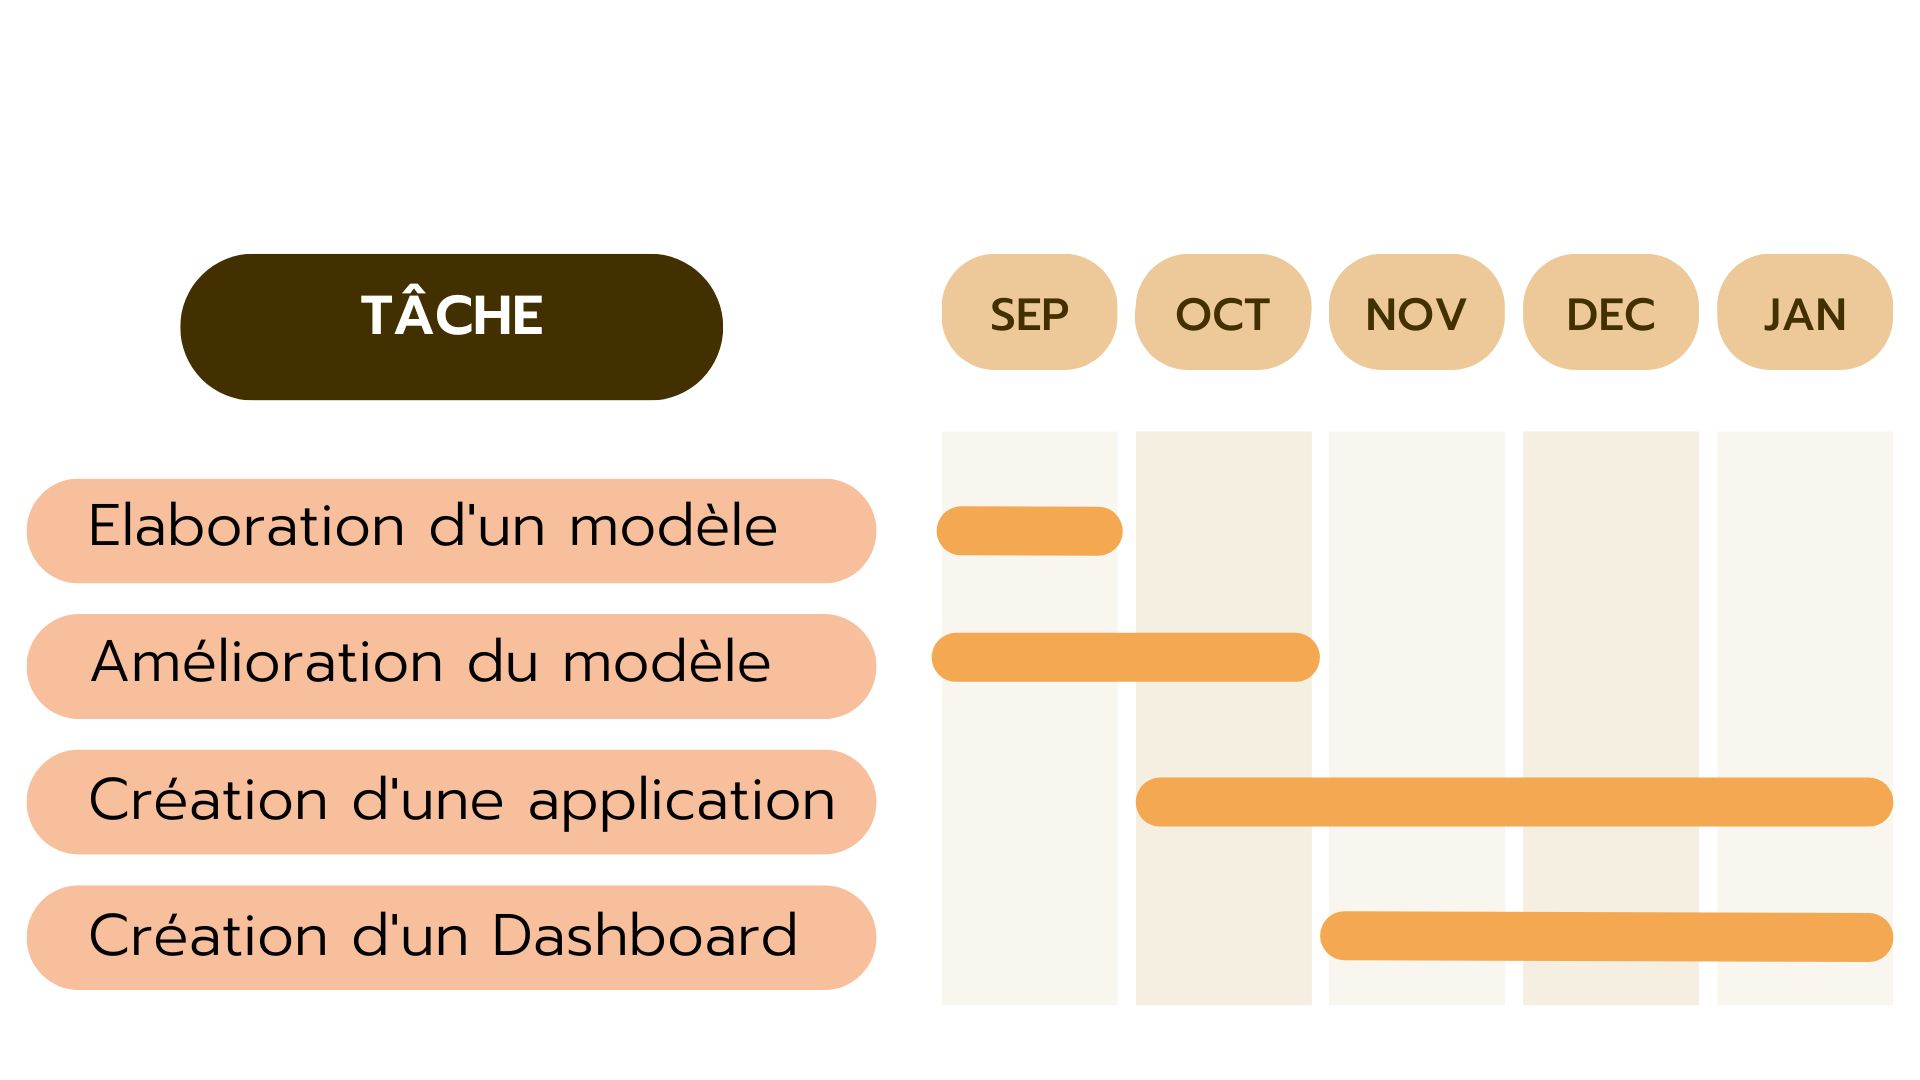 TÂCHE
SEP OCT NOV DEC JAN
Elaboration d'un modèle
Amélioration du modèle
Création d'une application
Création d'un Dashboard